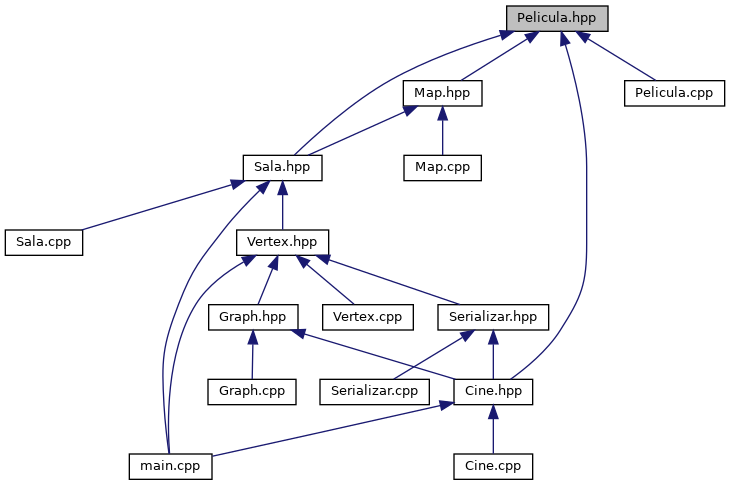 Pelicula.hpp
Map.hpp
Pelicula.cpp
Sala.hpp
Map.cpp
Sala.cpp
Vertex.hpp
Graph.hpp
Vertex.cpp
Serializar.hpp
Graph.cpp
Serializar.cpp
Cine.hpp
main.cpp
Cine.cpp